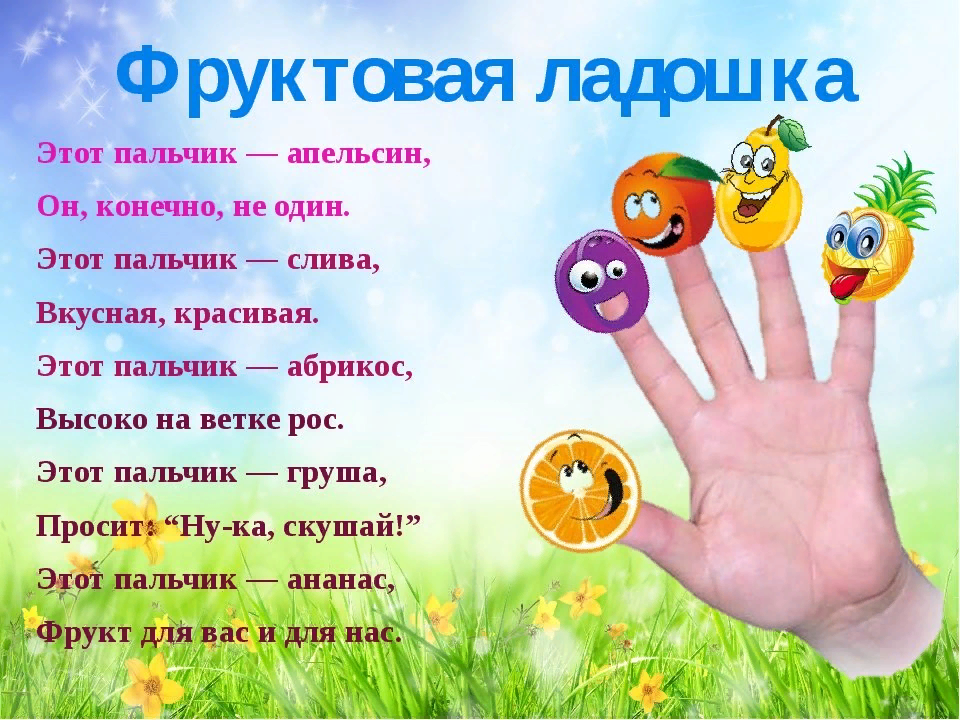 Фруктовая ладошка
Этот пальчик — апельсин,
Он, конечно, не один.
Этот пальчик — слива,
Вкусная, красивая.
Этот пальчик — абрикос,
Высоко на ветке рос.
Этот пальчик — груша,
Просит: “Ну-ка, скушай!”
Этот пальчик — ананас,
Фрукт для вас и для нас.